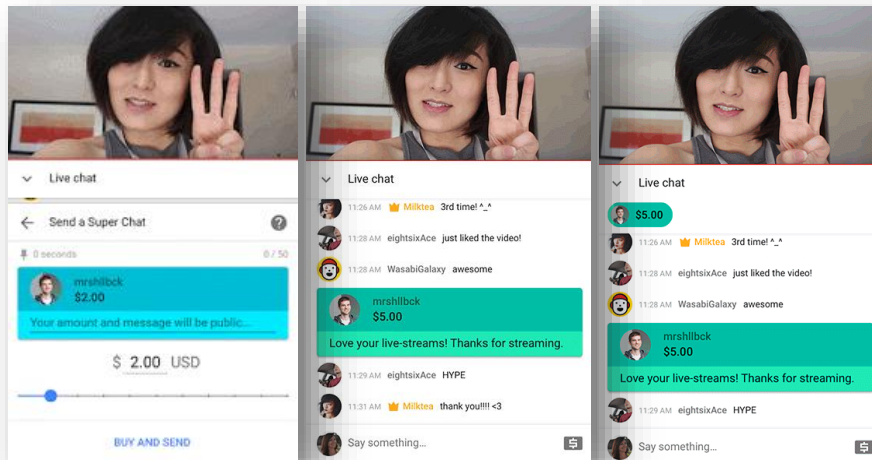 Live chat
Send a Super Chat
0 seconds
0 / 50
mrshllbck
$2.00
Your amount and message will be public...
$ 2.00 USD
BUY AND SEND
Live chat
11:26 AM Milktea 3rd time! ^_^
11:28 AM eightsixAce just liked the video!
11:28 AM WasabiGalaxy awesome
mrshllbck
$5.00
Love your live-streams! Thanks for streaming.
11:29 AM eightsixAce HYPE
11:31 AM Milktea thank you!!!! <3
Say something...
$
Live chat
$5.00
11:26 AM Milktea 3rd time! ^_^
11:28 AM eightsixAce just liked the video!
11:28 AM WasabiGalaxy awesome
mrshllbck
$5.00
Love your live-streams! Thanks for streaming.
11:29 AM eightsixAce HYPE
Say something...
$